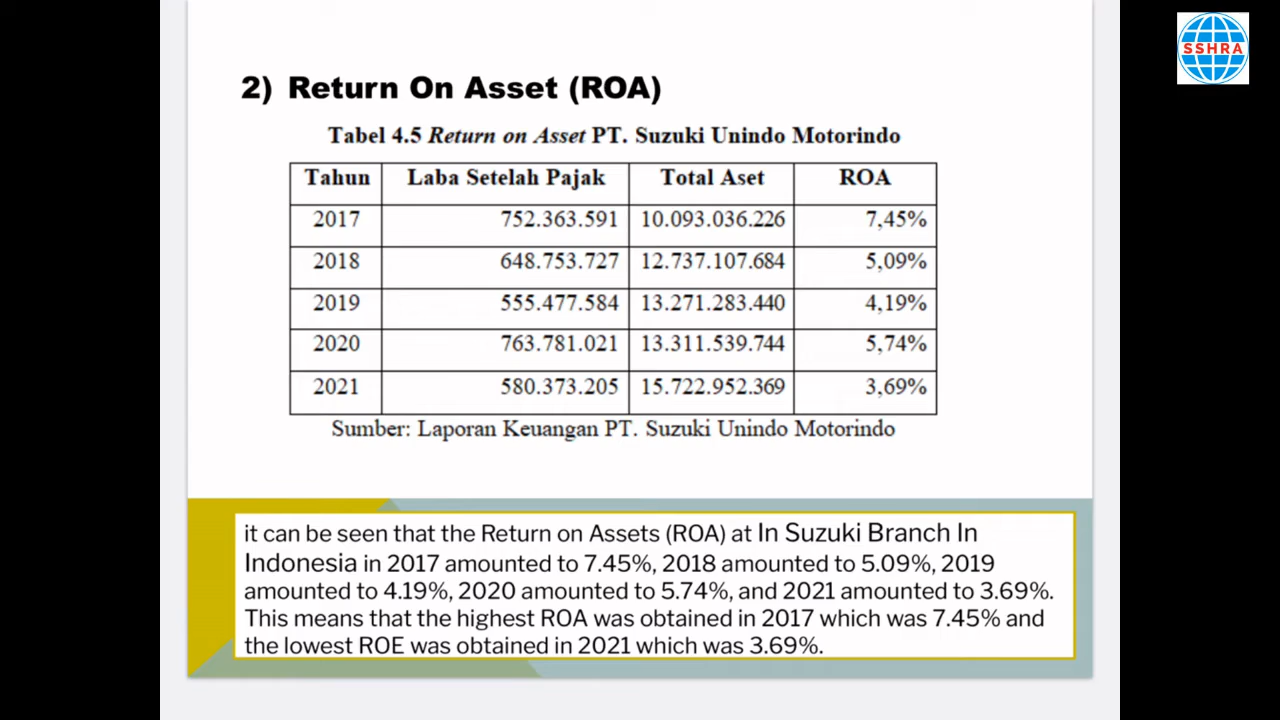 SSHRA
2) Return On Asset (ROA)
Tabel 4.5 Return on Asset PT. Suzuki Unindo Motorindo
Tahun Laba Setelah Pajak Total Aset ROA
2017 752.363.591 10.093.036.226 7,45%
2018 648.753.727 12.737.107.684 5,09%
2019 555.477.584 13.271.283.440 4,19%
2020 763.781.021 13.311.539.744 5,74%
2021 580.373.205 15.722.952.369 3,69%
Sumber: Laporan Keuangan PT. Suzuki Unindo Motorindo
it can be seen that the Return on Assets (ROA) at In Suzuki Branch In
Indonesia in 2017 amounted to 7.45%, 2018 amounted to 5.09%, 2019
amounted to 4.19%, 2020 amounted to 5.74%, and 2021 amounted to 3.69%.
This means that the highest ROA was obtained in 2017 which was 7.45% and
the lowest ROE was obtained in 2021 which was 3.69%.